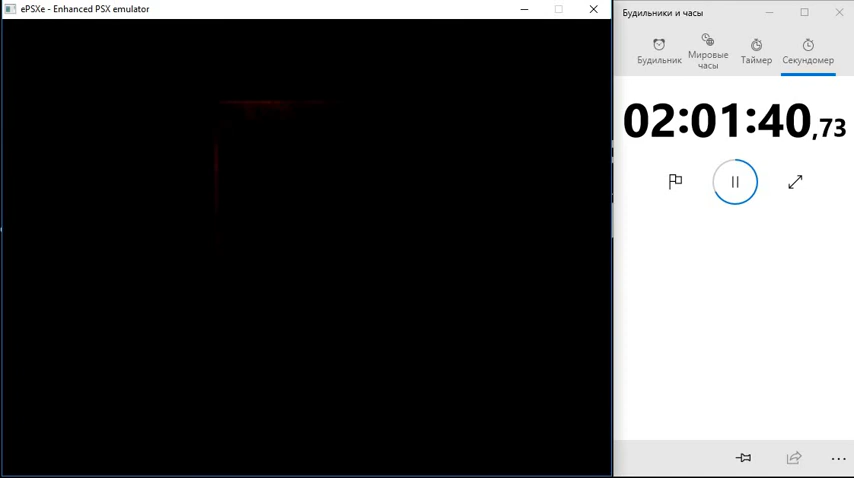 ePSXe - Enhanced PSX emulator
Будильники и часы
Будильник
Мировые
часы
Таймер
Секундомер
02:01:40,73